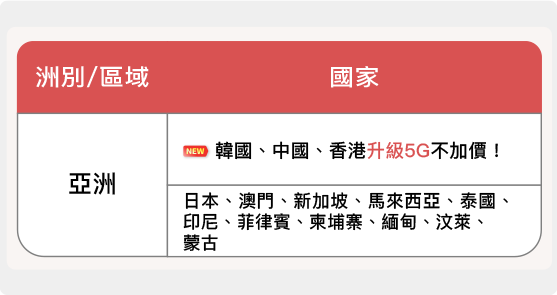 洲別/區域 國家
亞洲
NEW 韓國、中國、香港升級5G不加價！
日本、澳門、新加坡、馬來西亞、泰國、
印尼、菲律賓、柬埔寨、緬甸、汶萊、
蒙古